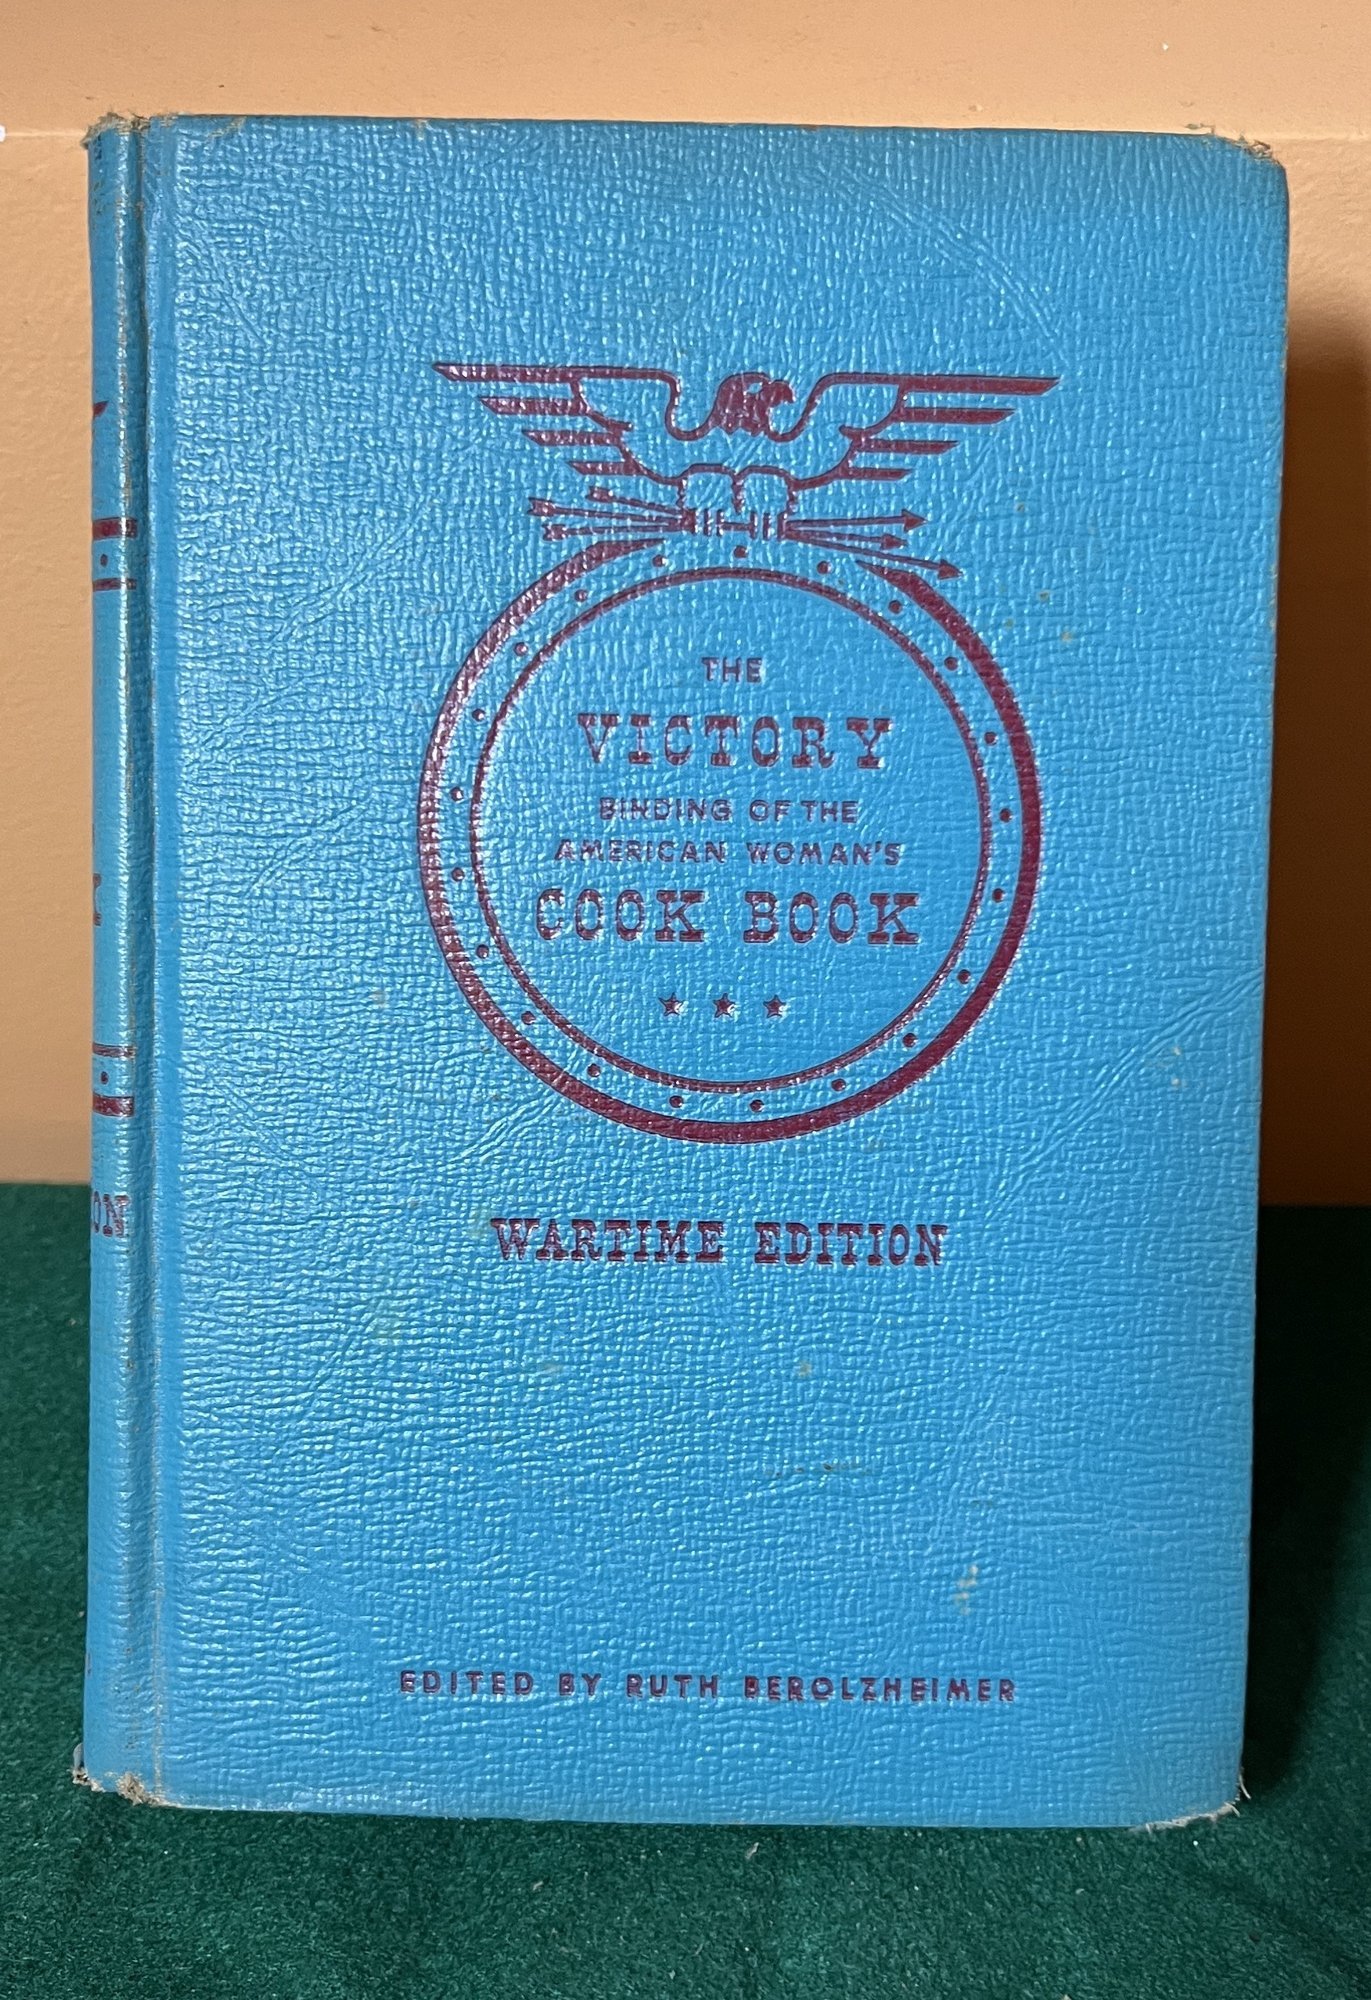 THE
VICTORY
BINDING OF THE
AMERICAN WOMAN'S
COOK BOOK
WARTIME EDITION
EDITED BY RUTH BEROLZHEIMER